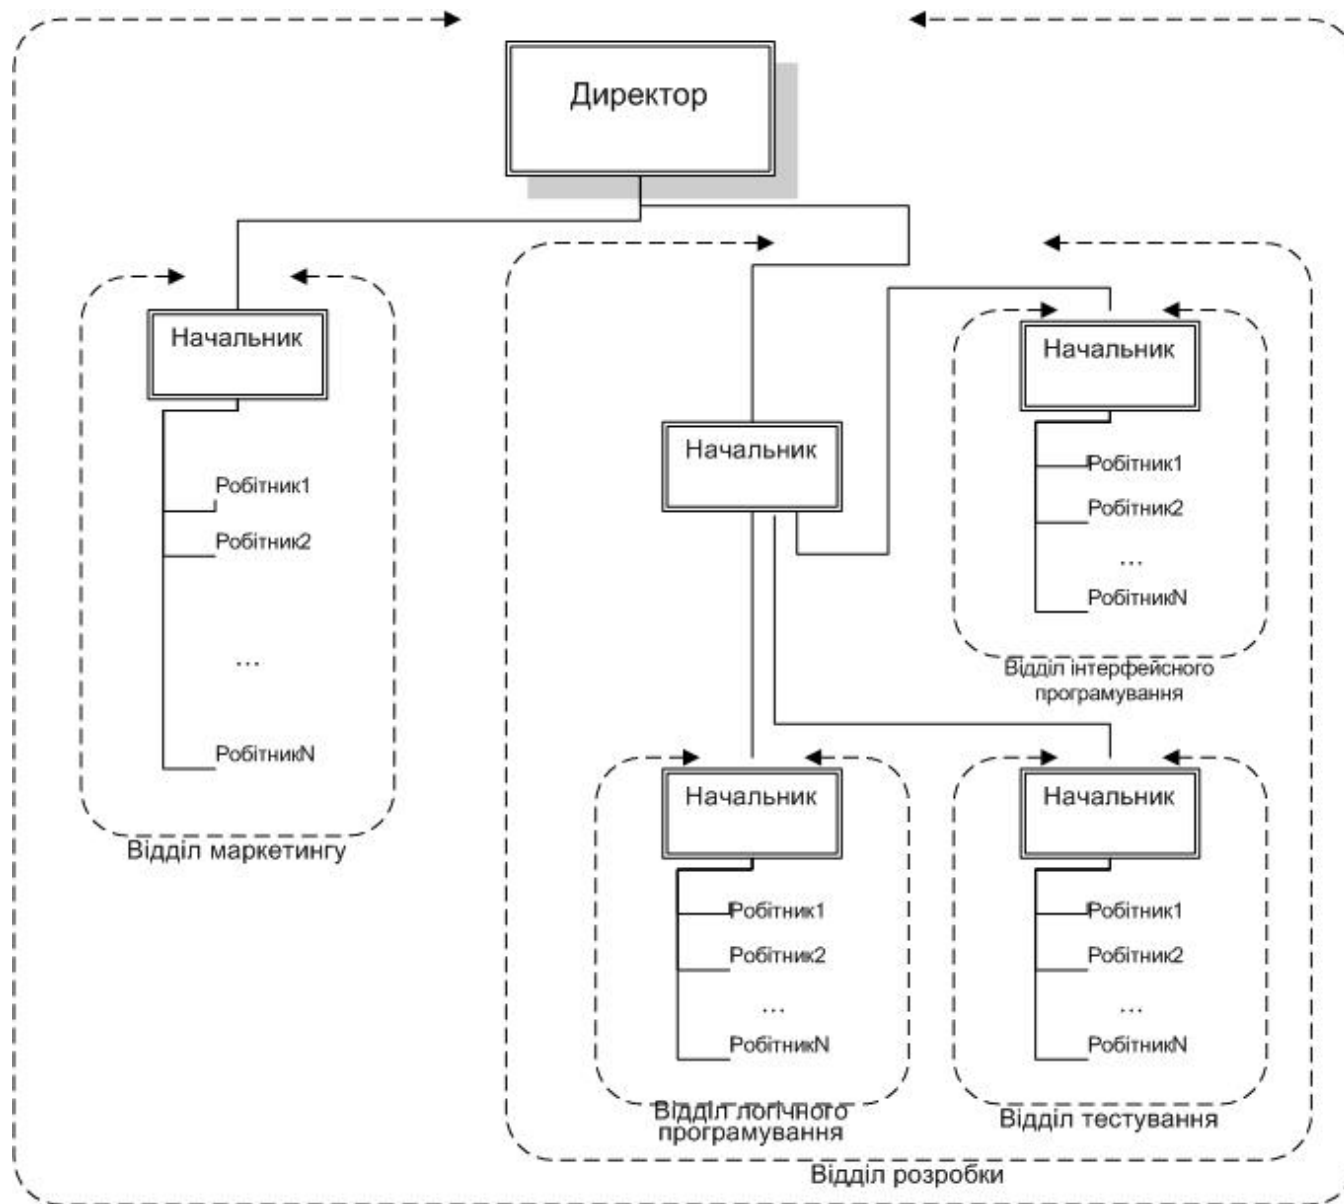 Директор
Начальник
Робітник1
Робітник2
...
РобітникN
Відділ маркетингу
Начальник
Начальник
Робітник1
Робітник2
...
РобітникN
Відділ інтерфейсного
програмування
Начальник
Робітник1
Робітник2
...
РобітникN
Відділ логічного
програмування
Начальник
Робітник1
Робітник2
...
РобітникN
Відділ тестування
Відділ розробки